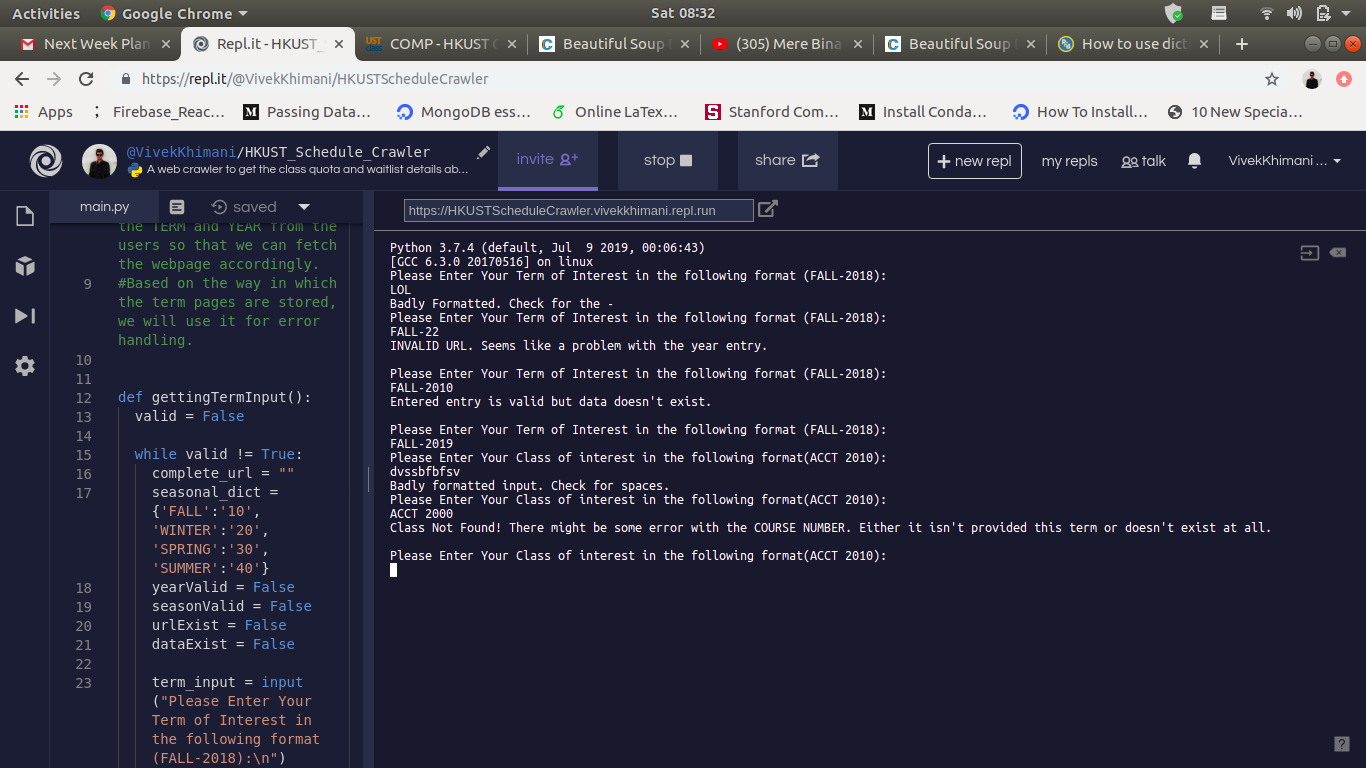 Activities
Google Chrome
Sat 08:32
Next Week Plan
Repl.it - HKUST_
COMP - HKUST C
Beautiful Soup
(305) Mere Bina
Beautiful Soup
How to use dict
https://repl.it/@VivekKhimani/HKUSTScheduleCrawler
Apps
Firebase_Reac...
Passing Data...
MongoDB ess...
Online LaTex...
Stanford Com...
Install Conda...
How To Install...
10 New Specia...
@VivekKhimani/HKUST_Schedule_Crawler
A web crawler to get the class quota and waitlist details ab...
invite
stop
share
+ new repl
my repls
talk
VivekKhimani ...
main.py
saved
https://HKUSTScheduleCrawler.vivekkhimani.repl.run
the TERM and YEAR from the
users so that we can fetch
the webpage accordingly.
9 #Based on the way in which
the term pages are stored,
we will use it for error
handling.
10
11
12 def gettingTermInput():
13 valid = False
14
15 while valid != True:
16 complete_url = ""
17 seasonal_dict =
{'FALL':'10',
'WINTER':'20',
'SPRING':'30',
'SUMMER':'40'}
18 yearValid = False
19 seasonValid = False
20 urlExist = False
21 dataExist = False
22
23 term_input = input
("Please Enter Your
Term of Interest in
the following format
(FALL-2018):\n")
Python 3.7.4 (default, Jul  9 2019, 00:06:43)
[GCC 6.3.0 20170516] on linux
Please Enter Your Term of Interest in the following format (FALL-2018):
LOL
Badly Formatted. Check for the -
Please Enter Your Term of Interest in the following format (FALL-2018):
FALL-22
INVALID URL. Seems like a problem with the year entry.
Please Enter Your Term of Interest in the following format (FALL-2018):
FALL-2010
Entered entry is valid but data doesn't exist.
Please Enter Your Term of Interest in the following format (FALL-2018):
FALL-2019
Please Enter Your Class of interest in the following format(ACCT 2010):
dvssbfbfsv
Badly formatted input. Check for spaces.
Please Enter Your Class of interest in the following format(ACCT 2010):
ACCT 2000
Class Not Found! There might be some error with the COURSE NUMBER. Either it isn't provided this term or doesn't exist at all.
Please Enter Your Class of interest in the following format(ACCT 2010):
?